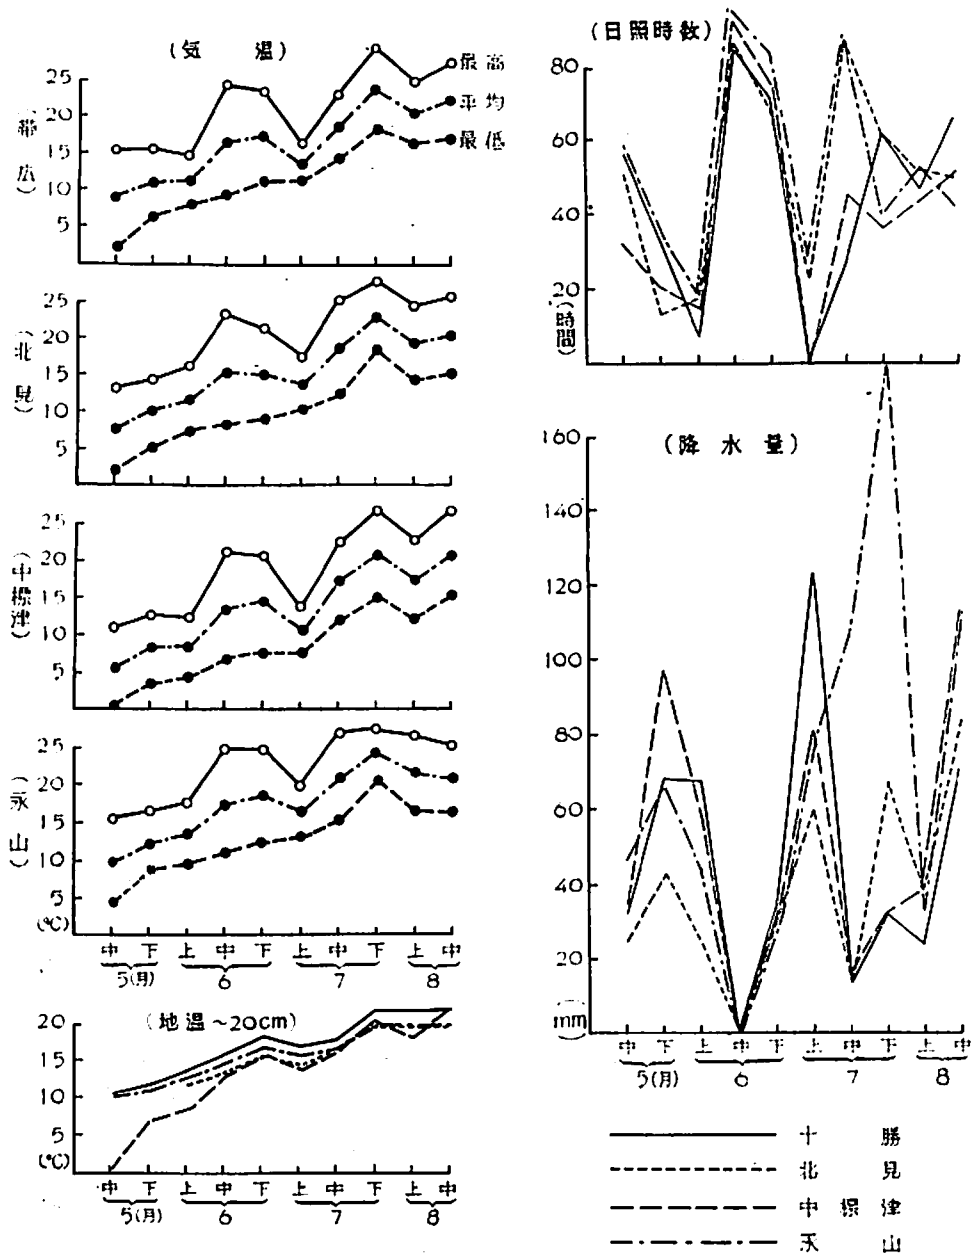 (気温)
25
20
15
10
5
(帯広)
最高
平均
最低
25
20
15
10
5
(北見)
25
20
15
10
5
(中標津)
25
20
15
10
5
(℃)
(永山)
中 下 上 中 下 上 中 下 上 中
5(月) 6 7 8
(地温~20cm)
20
15
10
5
(℃)
中 下 上 中 下 上 中 下 上 中
5(月) 6 7 8
(日照時数)
80
60
40
20
(時間)
(降水量)
160
140
120
100
80
60
40
20
(mm)
中 下 上 中 下 上 中 下 上 中
5(月) 6 7 8
十勝
北見
中標津
永山